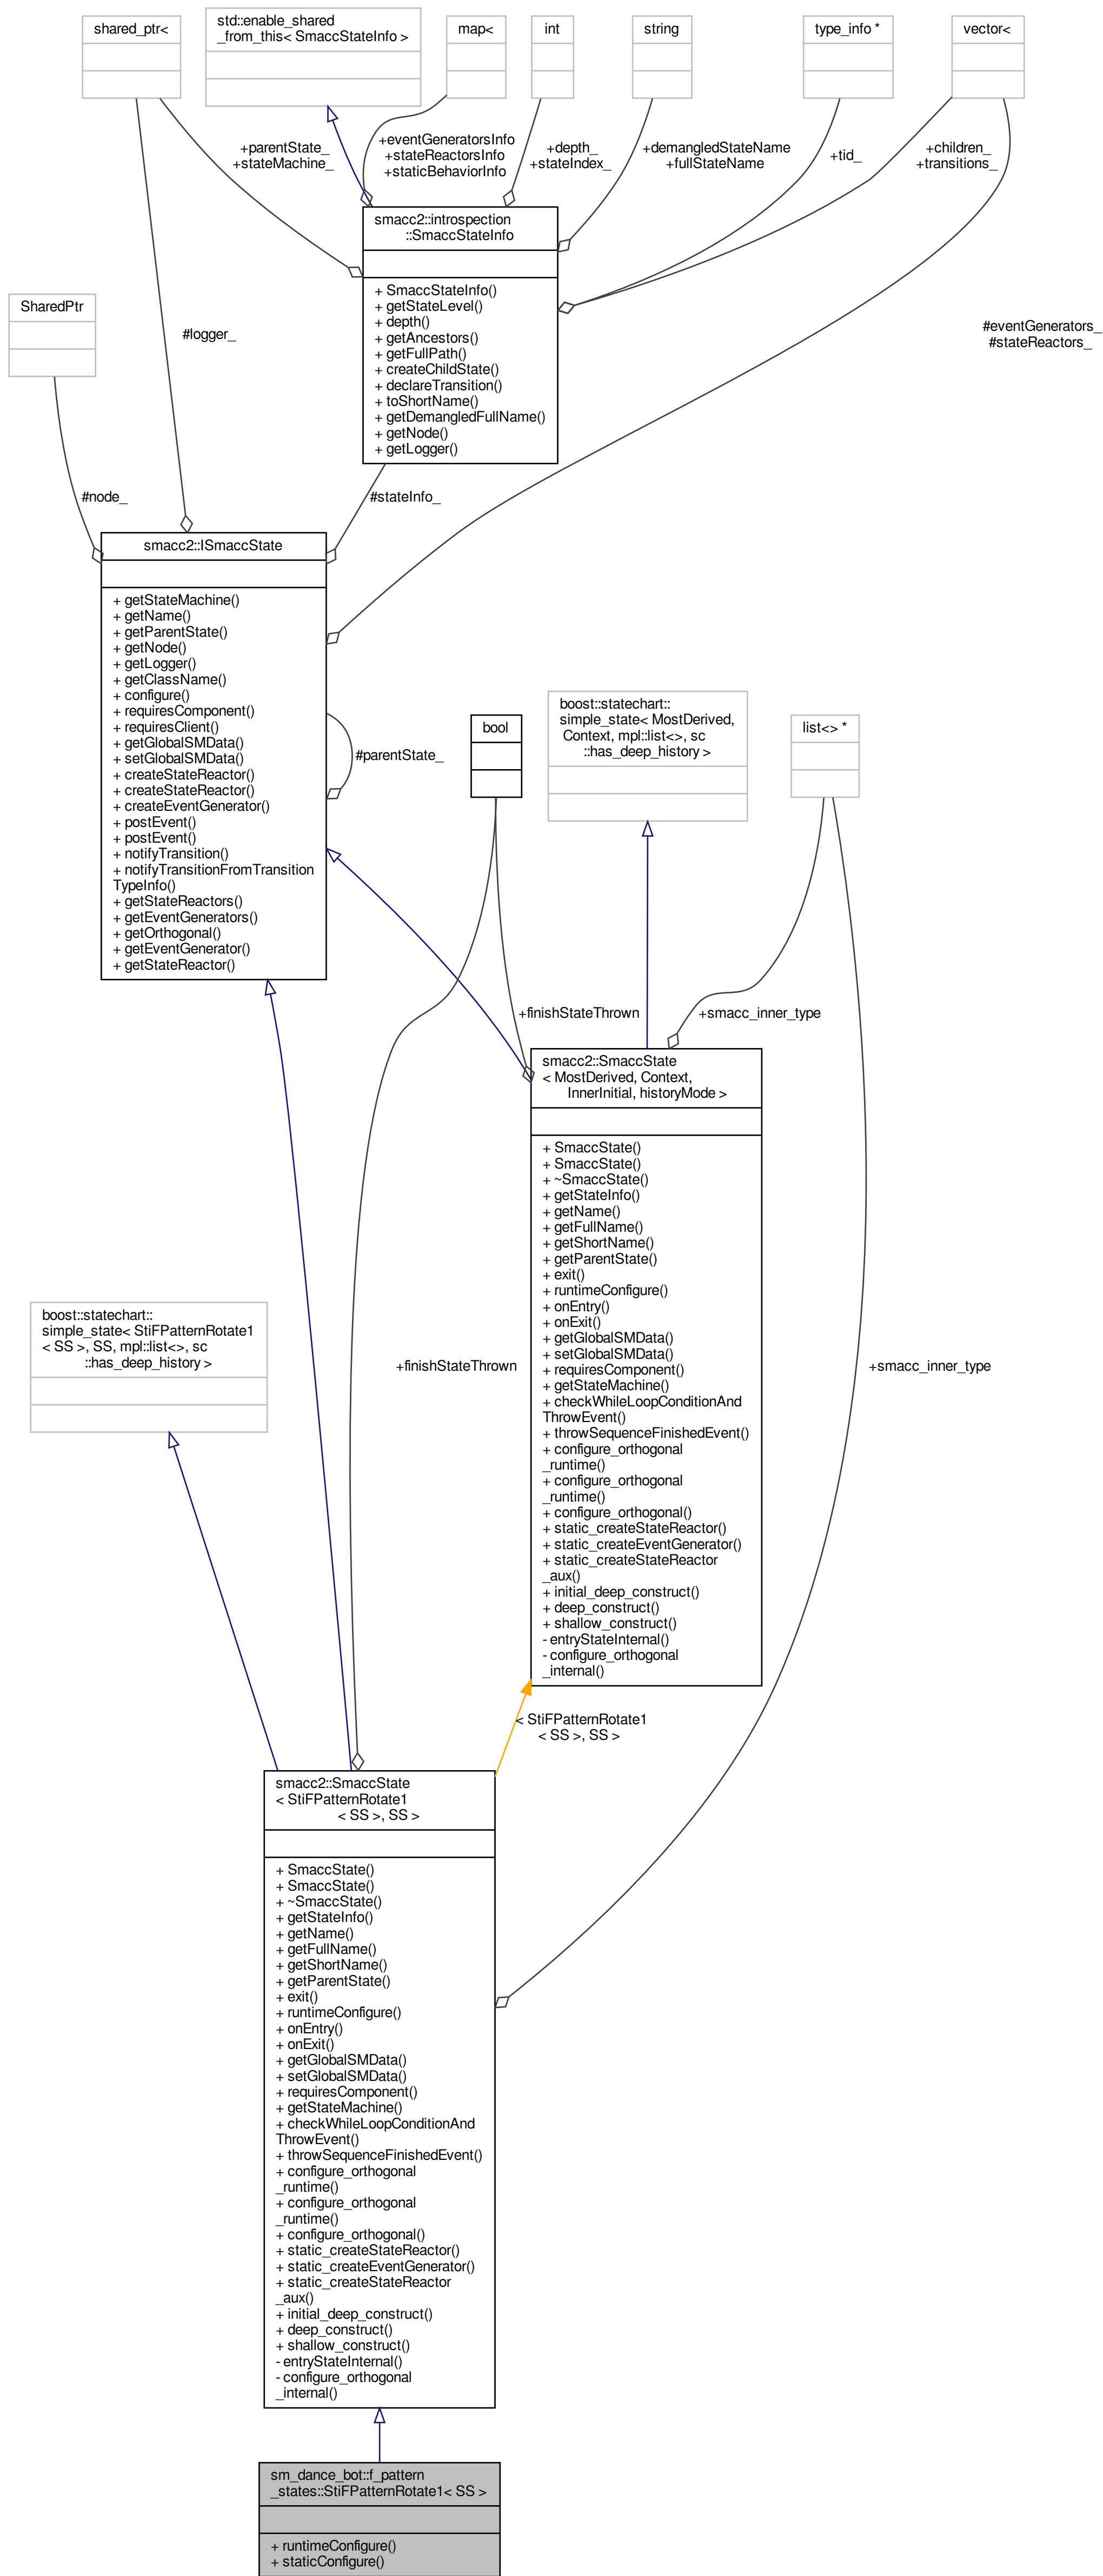 shared_ptr<
std::enable_shared
_from_this< SmaccStateInfo >
map<
int
string
type_info *
vector<
+parentState_
+stateMachine_
+eventGeneratorsInfo
+stateReactorsInfo
+staticBehaviorInfo
+depth_
+stateIndex_
+demangledStateName
+fullStateName
+tid_
+children_
+transitions_
smacc2::introspection
::SmaccStateInfo
+ SmaccStateInfo()
+ getStateLevel()
+ depth()
+ getAncestors()
+ getFullPath()
+ createChildState()
+ declareTransition()
+ toShortName()
+ getDemangledFullName()
+ getNode()
+ getLogger()
SharedPtr
#logger_
#eventGenerators_
#stateReactors_
#node_
#stateInfo_
smacc2::ISmaccState
+ getStateMachine()
+ getName()
+ getParentState()
+ getNode()
+ getLogger()
+ getClassName()
+ configure()
+ requiresComponent()
+ requiresClient()
+ getGlobalSMData()
+ setGlobalSMData()
+ createStateReactor()
+ createStateReactor()
+ createEventGenerator()
+ postEvent()
+ postEvent()
+ notifyTransition()
+ notifyTransitionFromTransition
TypeInfo()
+ getStateReactors()
+ getEventGenerators()
+ getOrthogonal()
+ getEventGenerator()
+ getStateReactor()
#parentState_
bool
boost::statechart::
simple_state< MostDerived,
Context, mpl::list<>, sc
::has_deep_history >
list<> *
+finishStateThrown
+smacc_inner_type
smacc2::SmaccState
< MostDerived, Context,
InnerInitial, historyMode >
+ SmaccState()
+ SmaccState()
+ ~SmaccState()
+ getStateInfo()
+ getName()
+ getFullName()
+ getShortName()
+ getParentState()
+ exit()
+ runtimeConfigure()
+ onEntry()
+ onExit()
+ getGlobalSMData()
+ setGlobalSMData()
+ requiresComponent()
+ getStateMachine()
+ checkWhileLoopConditionAnd
ThrowEvent()
+ throwSequenceFinishedEvent()
+ configure_orthogonal
_runtime()
+ configure_orthogonal
_runtime()
+ configure_orthogonal()
+ static_createStateReactor()
+ static_createEventGenerator()
+ static_createStateReactor
_aux()
+ initial_deep_construct()
+ deep_construct()
+ shallow_construct()
- entryStateInternal()
- configure_orthogonal
_internal()
boost::statechart::
simple_state< StiFPatternRotate1
< SS >, SS, mpl::list<>, sc
::has_deep_history >
+finishStateThrown
+smacc_inner_type
< StiFPatternRotate1
< SS >, SS >
smacc2::SmaccState
< StiFPatternRotate1
< SS >, SS >
+ SmaccState()
+ SmaccState()
+ ~SmaccState()
+ getStateInfo()
+ getName()
+ getFullName()
+ getShortName()
+ getParentState()
+ exit()
+ runtimeConfigure()
+ onEntry()
+ onExit()
+ getGlobalSMData()
+ setGlobalSMData()
+ requiresComponent()
+ getStateMachine()
+ checkWhileLoopConditionAnd
ThrowEvent()
+ throwSequenceFinishedEvent()
+ configure_orthogonal
_runtime()
+ configure_orthogonal
_runtime()
+ configure_orthogonal()
+ static_createStateReactor()
+ static_createEventGenerator()
+ static_createStateReactor
_aux()
+ initial_deep_construct()
+ deep_construct()
+ shallow_construct()
- entryStateInternal()
- configure_orthogonal
_internal()
sm_dance_bot::f_pattern
_states::StiFPatternRotate1< SS >
+ runtimeConfigure()
+ staticConfigure()